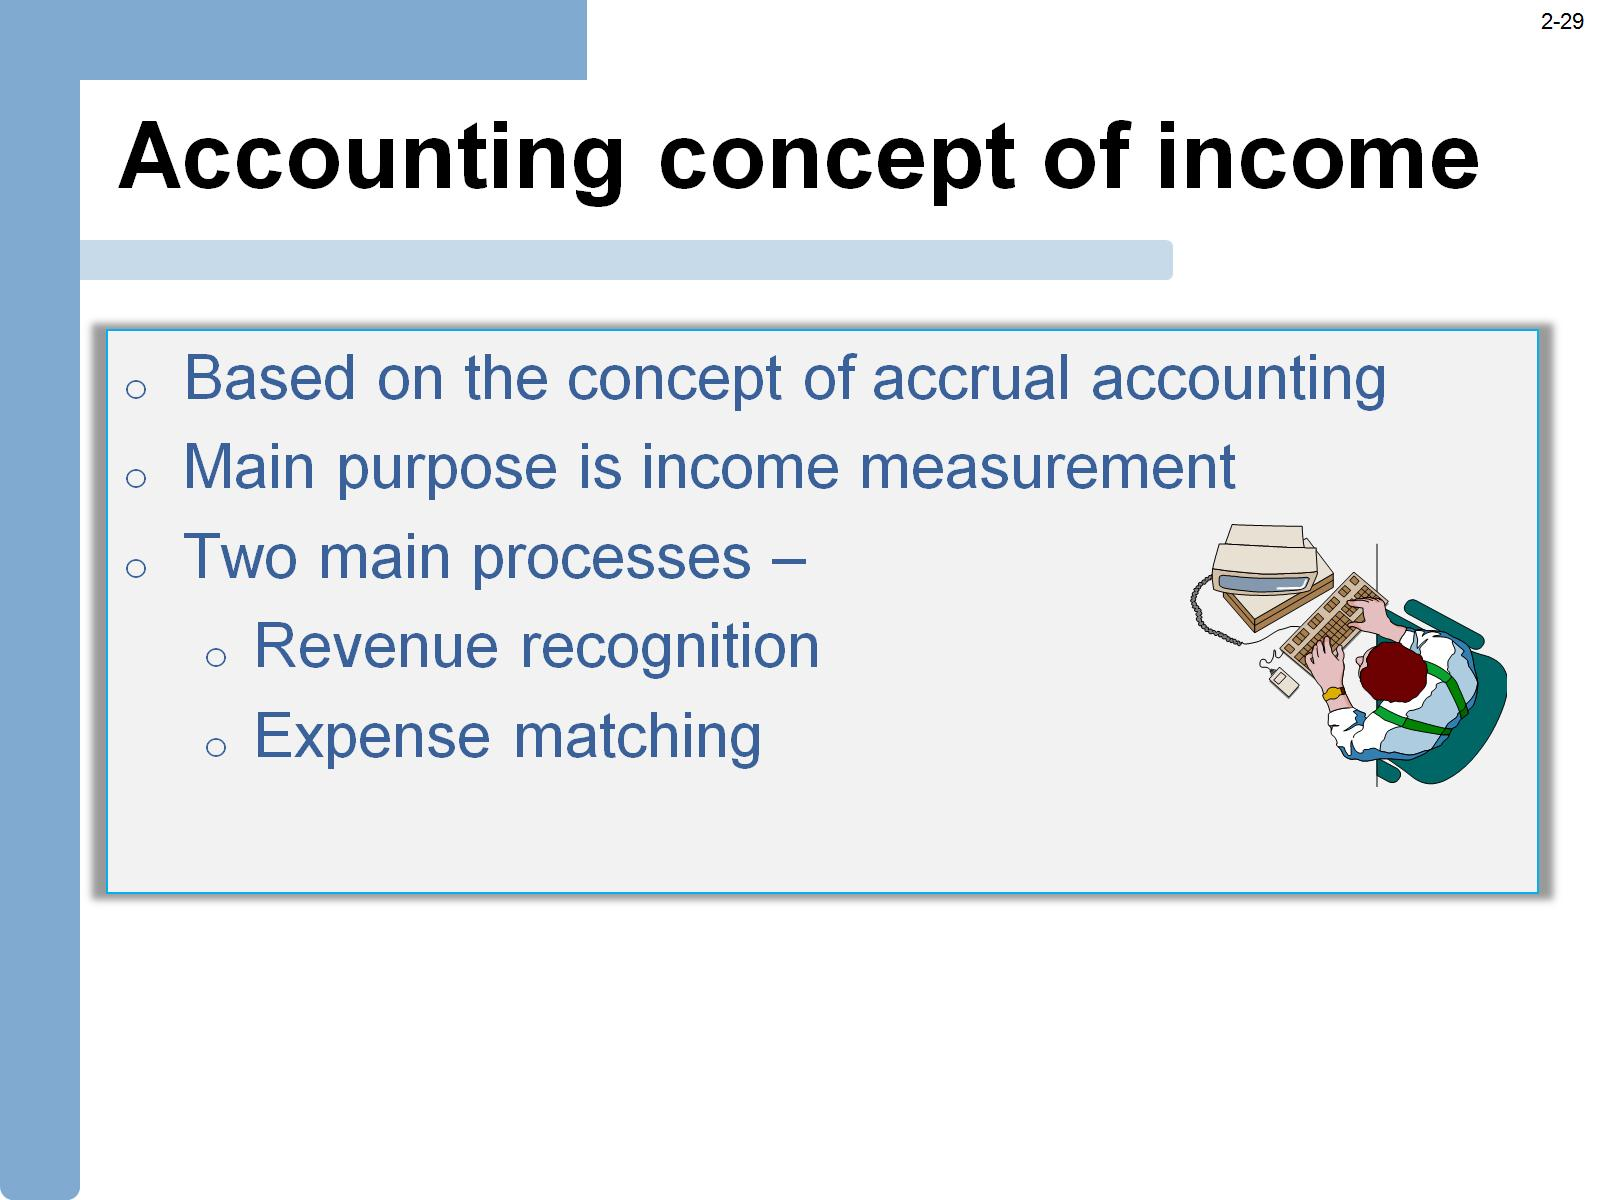 2-29
Accounting concept of income
Based on the concept of accrual accounting
Main purpose is income measurement
Two main processes –
Revenue recognition
Expense matching